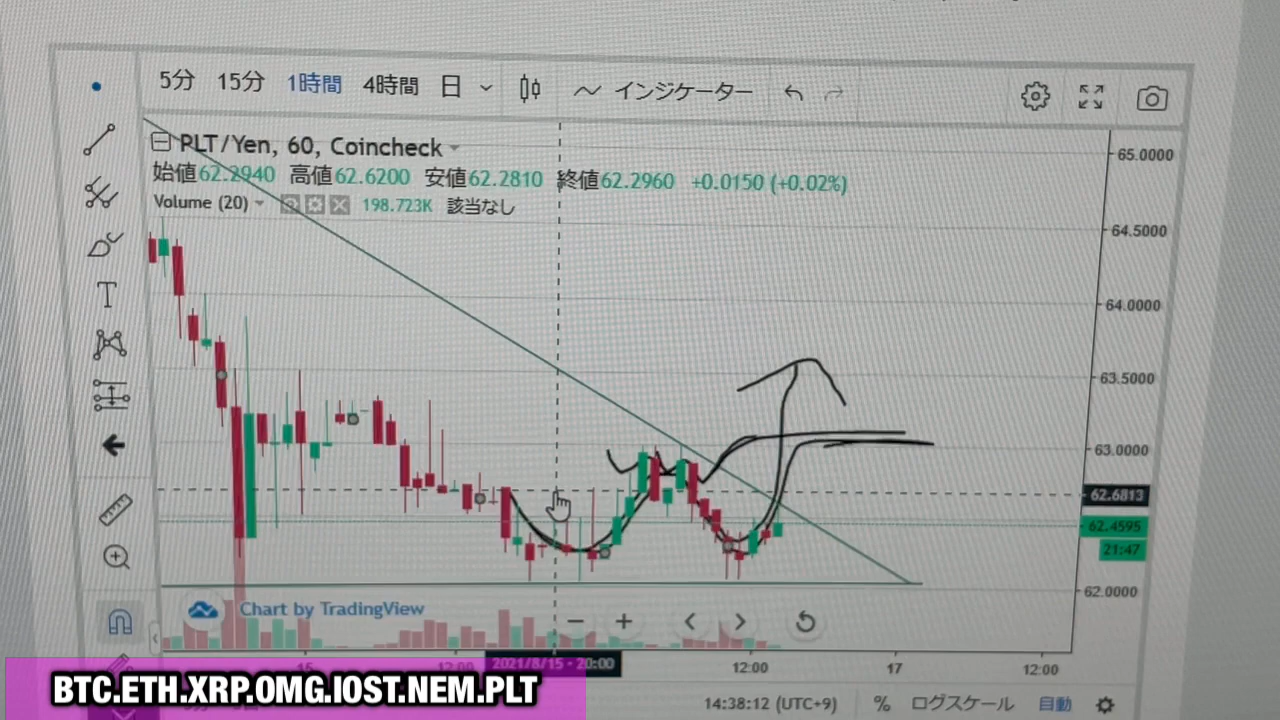 5分 15分 1時間 4時間 日 インジケーター
PLT/Yen, 60, Coincheck
始値62.2940 高値62.6200 安値62.2810 終値62.2960 +0.0150 (+0.02%)
Volume (20) 198.723K 該当なし
65.0000
64.5000
64.0000
63.5000
63.0000
62.6813
62.4595
21:47
62.0000
Chart by TradingView
12:00 2021/8/15 - 20:00 12:00 17 12:00
14:38:12 (UTC+9) % ログスケール 自動
BTC.ETH.XRP.OMG.IOST.NEM.PLT